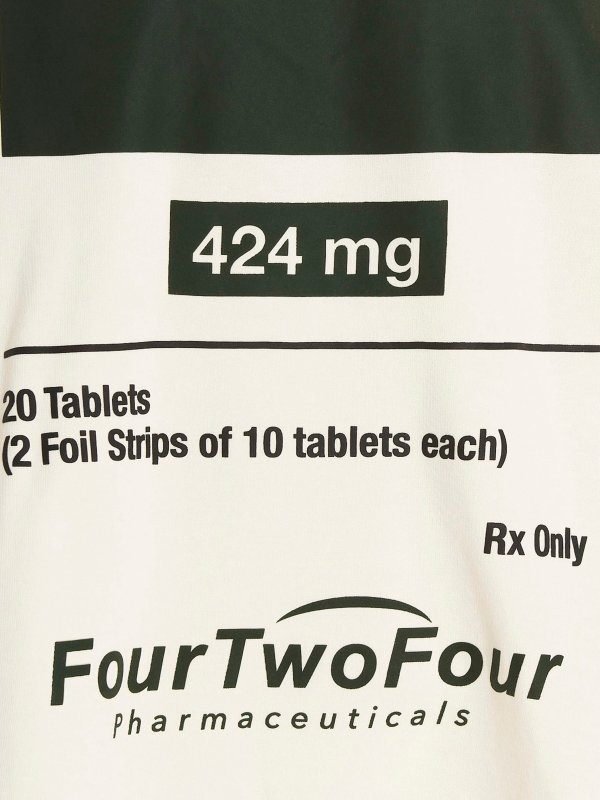 424 mg
20 Tablets
(2 Foil Strips of 10 tablets each)
Rx Only
FourTwoFour
Pharmaceuticals